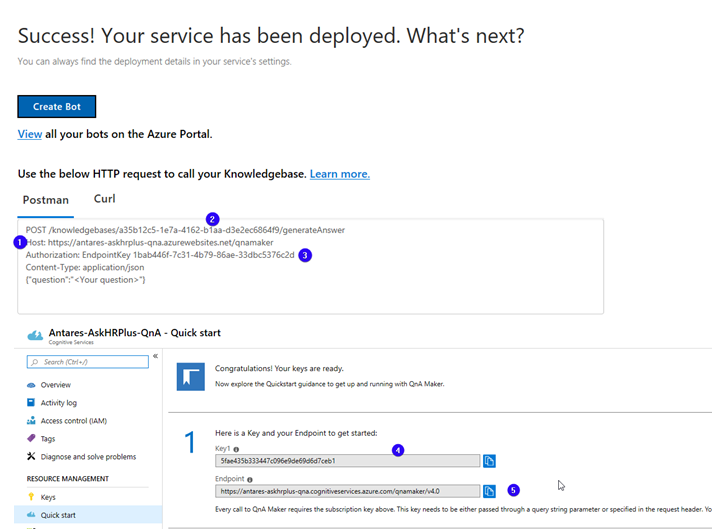 Success! Your service has been deployed. What's next?
You can always find the deployment details in your service's settings.
Create Bot
View all your bots on the Azure Portal.
Use the below HTTP request to call your Knowledgebase. Learn more.
Postman Curl
2
POST /knowledgebases/a35b12c5-1e7a-4162-b1aa-d3e2ec6864f9/generateAnswer
1 Host: https://antares-askhrplus-qna.azurewebsites.net/qnamaker
Authorization: EndpointKey 1bab446f-7c31-4b79-86ae-33dbc5376c2d 3
Content-Type: application/json
{"question":"<Your question>"}
Antares-AskHRPlus-QnA - Quick start
Cognitive Services
Search (Ctrl+/)
«
Overview
Activity log
Access control (IAM)
Tags
Diagnose and solve problems
RESOURCE MANAGEMENT
Keys
Quick start
Congratulations! Your keys are ready.
Now explore the Quickstart guidance to get up and running with QnA Maker.
1
Here is a Key and your Endpoint to get started:
Key1
4
5fae435b333447c096e9de69d6d7ceb1
Endpoint
5
https://antares-askhrplus-qna.cognitiveservices.azure.com/qnamaker/v4.0
Every call to QnA Maker requires the subscription key above. This key needs to be either passed through a query string parameter or specified in the request header.